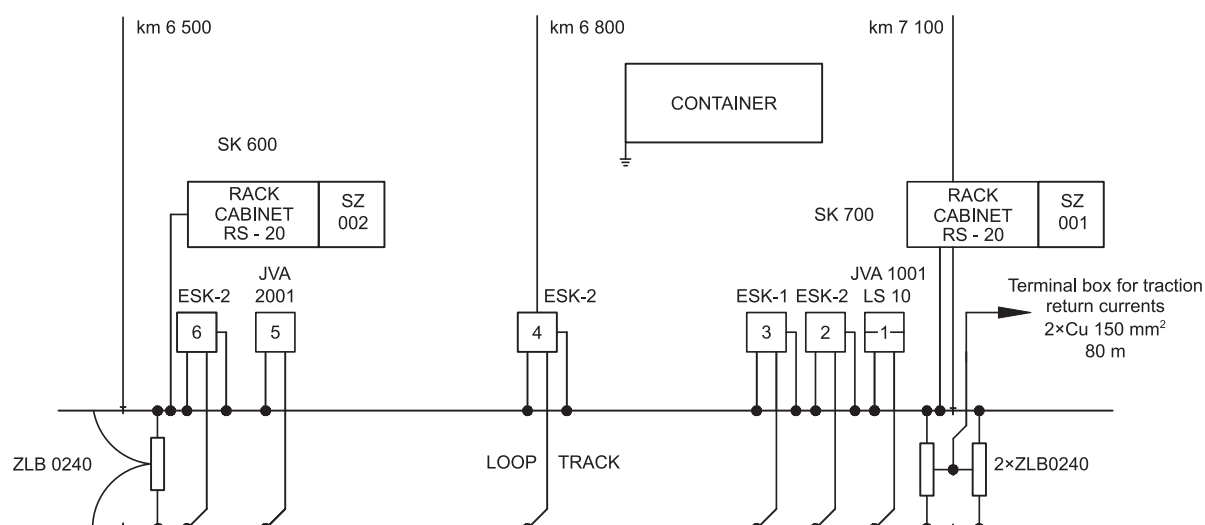 km 6 500
km 6 800
km 7 100
CONTAINER
SK 600
RACK
CABINET
RS - 20
SZ
002
SK 700
RACK
CABINET
RS - 20
SZ
001
JVA
2001
ESK-2
6
5
ESK-2
4
ESK-1
3
ESK-2
2
JVA 1001
LS 10
1
Terminal box for traction
return currents
2×Cu 150 mm²
80 m
ZLB 0240
LOOP TRACK
2×ZLB0240